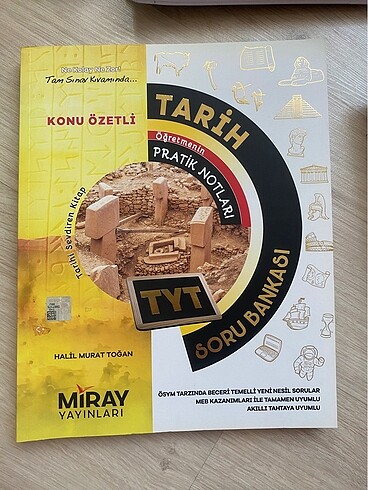 Ne Kolay Ne Zor!
Tam Sınav Kıvamında...
KONU ÖZETLİ
TARİH
Öğretmenin
PRATİK NOTLARI
Tarihi Sevdiren Kitap
TYT
SORU BANKASI
HALİL MURAT TOĞAN
MİRAY
YAYINLARI
ÖSYM TARZINDA BECERİ TEMELLİ YENİ NESİL SORULAR
MEB KAZANIMLARI İLE TAMAMEN UYUMLU
AKILLI TAHTAYA UYUMLU